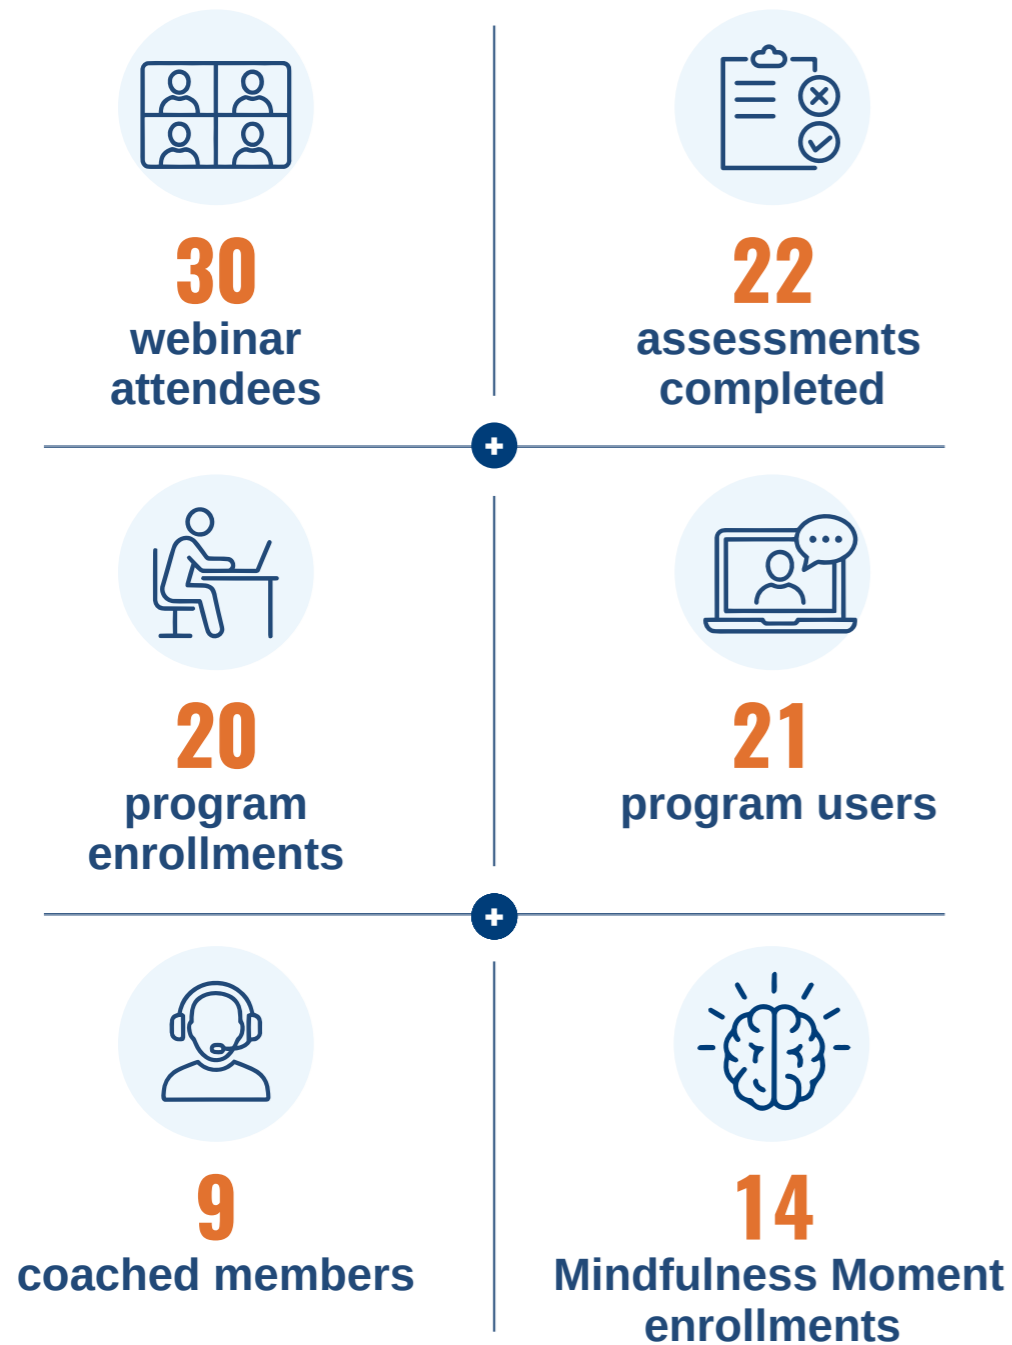 30
webinar
attendees
22
assessments
completed
20
program
enrollments
21
program users
9
coached members
14
Mindfulness Moment
enrollments